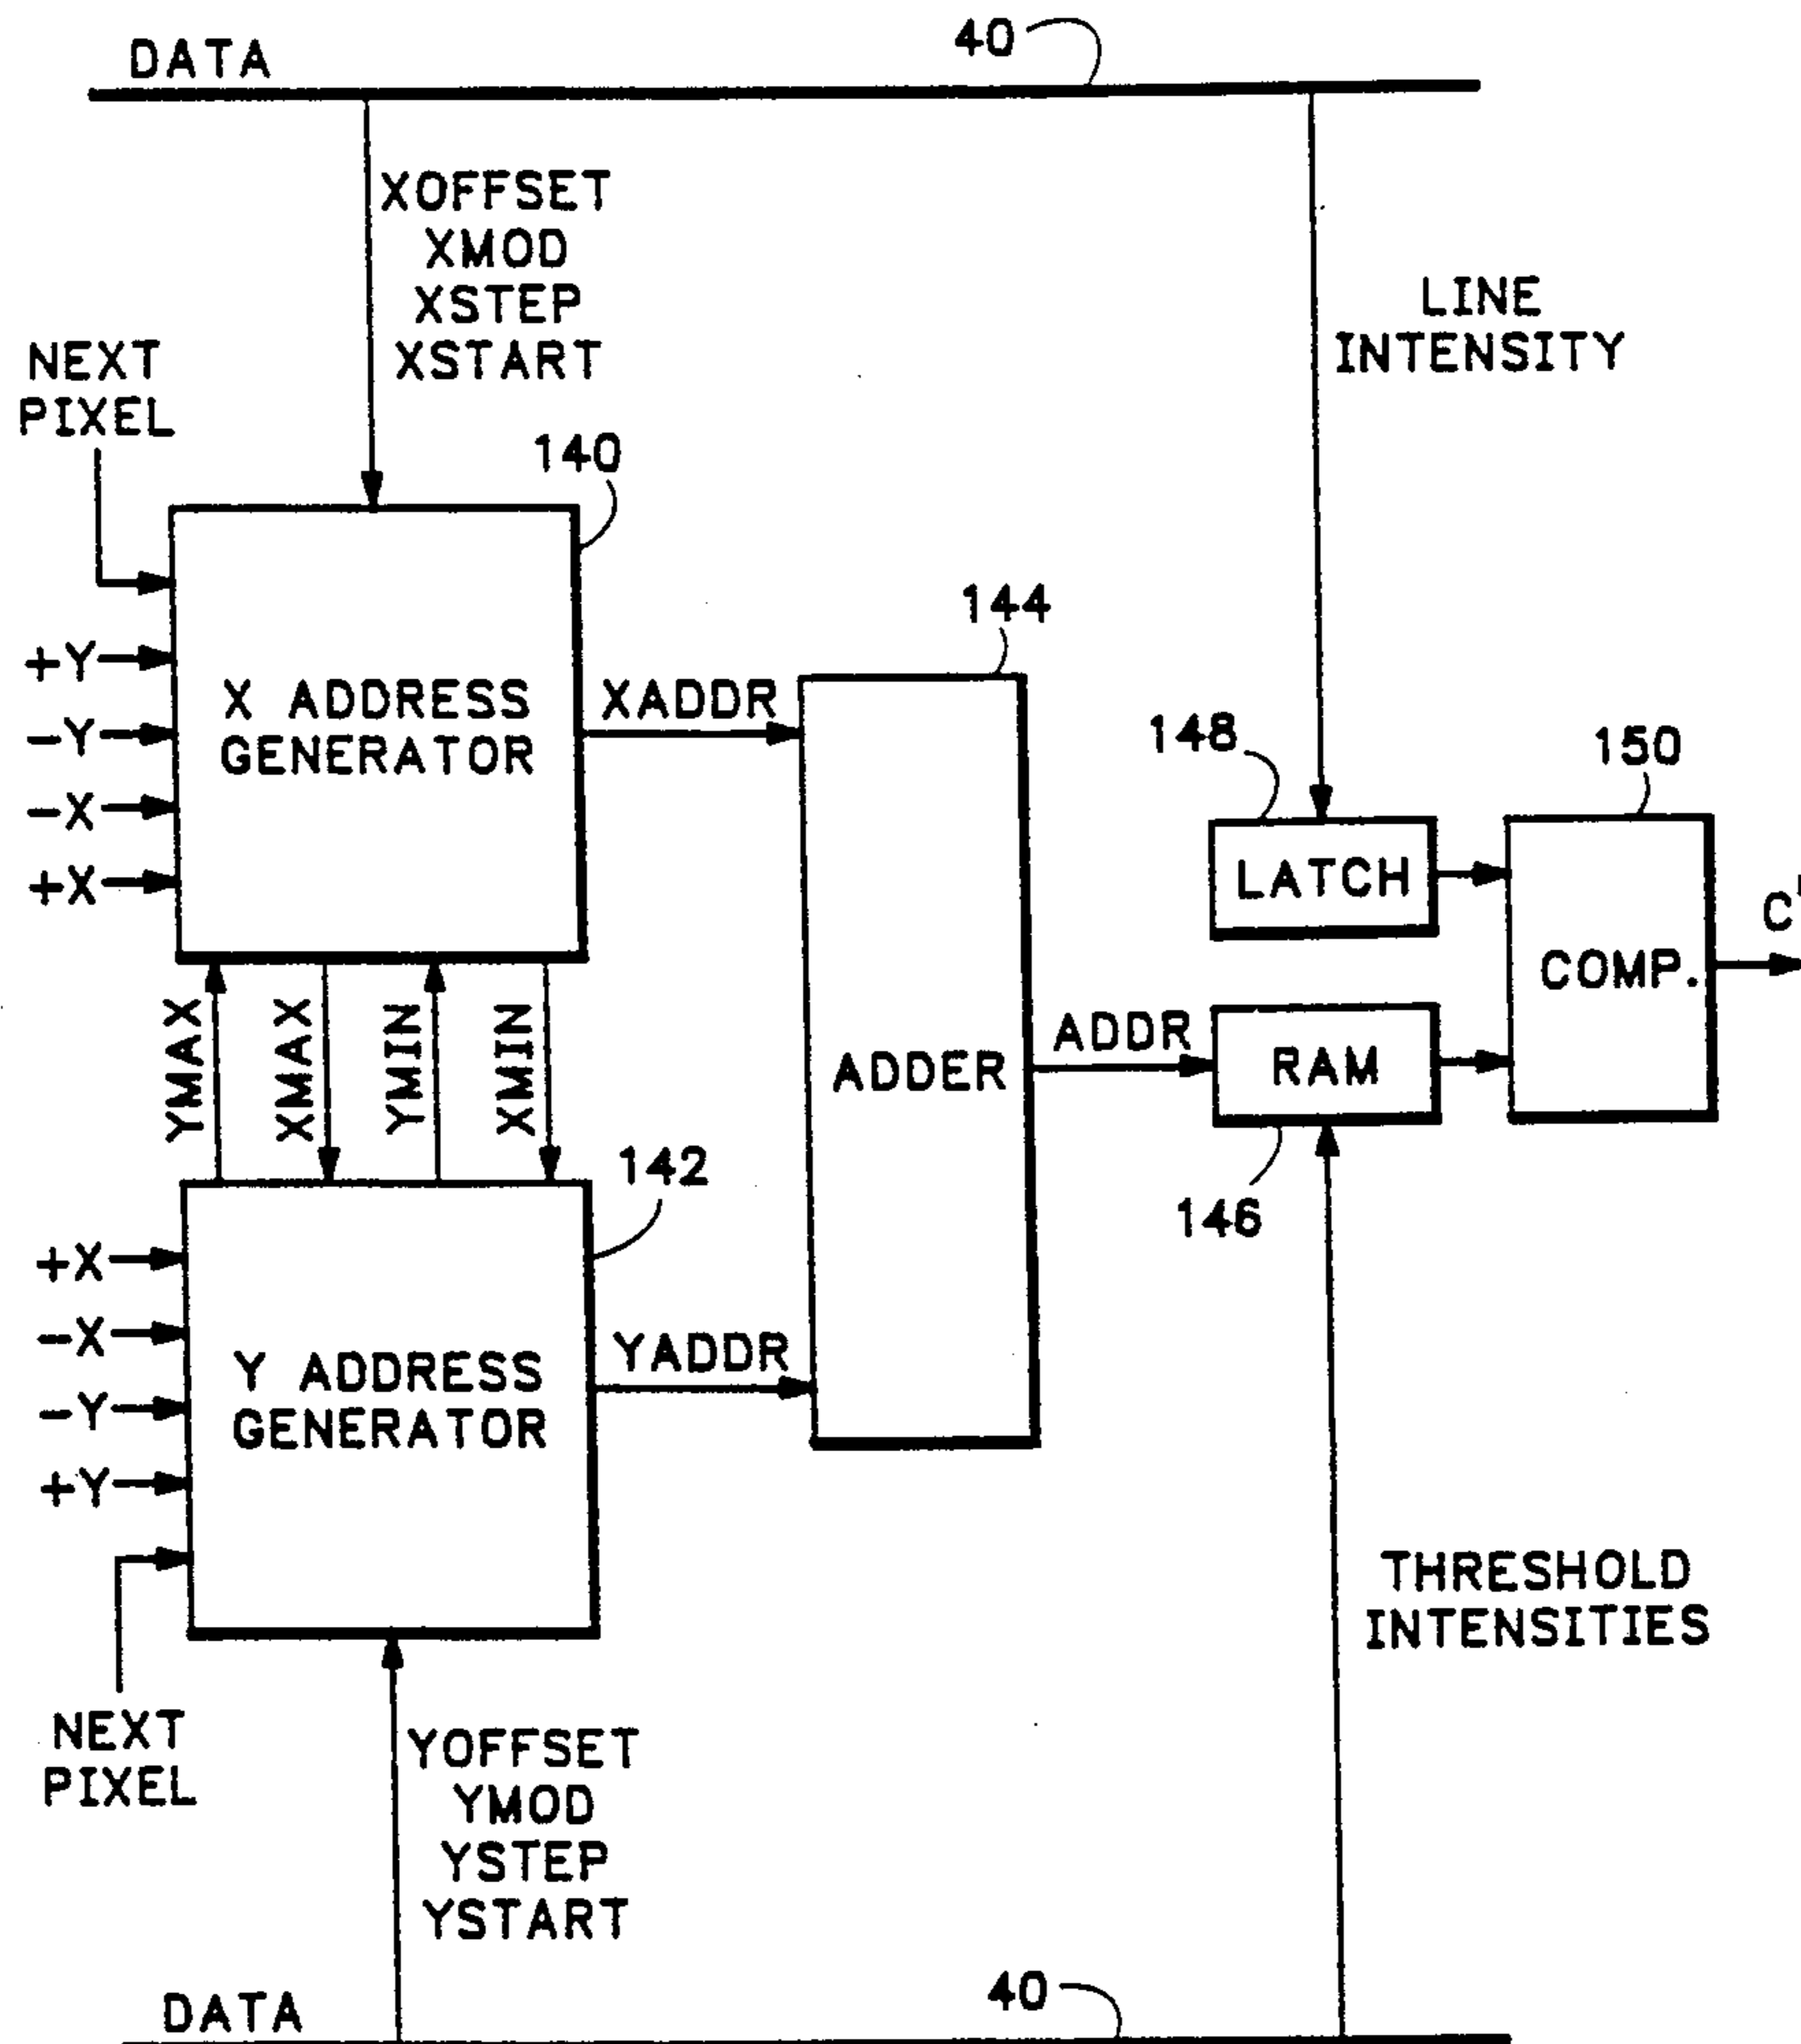 DATA
40
XOFFSET
XMOD
XSTEP
XSTART
LINE
INTENSITY
NEXT
PIXEL
140
+Y
-Y
-X
+X
X ADDRESS
GENERATOR
XADDR
144
148
150
LATCH
COMP.
C'
YMAX
XMAX
YMIN
XMIN
ADDER
ADDR
RAM
146
142
+X
-X
-Y
+Y
Y ADDRESS
GENERATOR
YADDR
THRESHOLD
INTENSITIES
NEXT
PIXEL
YOFFSET
YMOD
YSTEP
YSTART
DATA
40